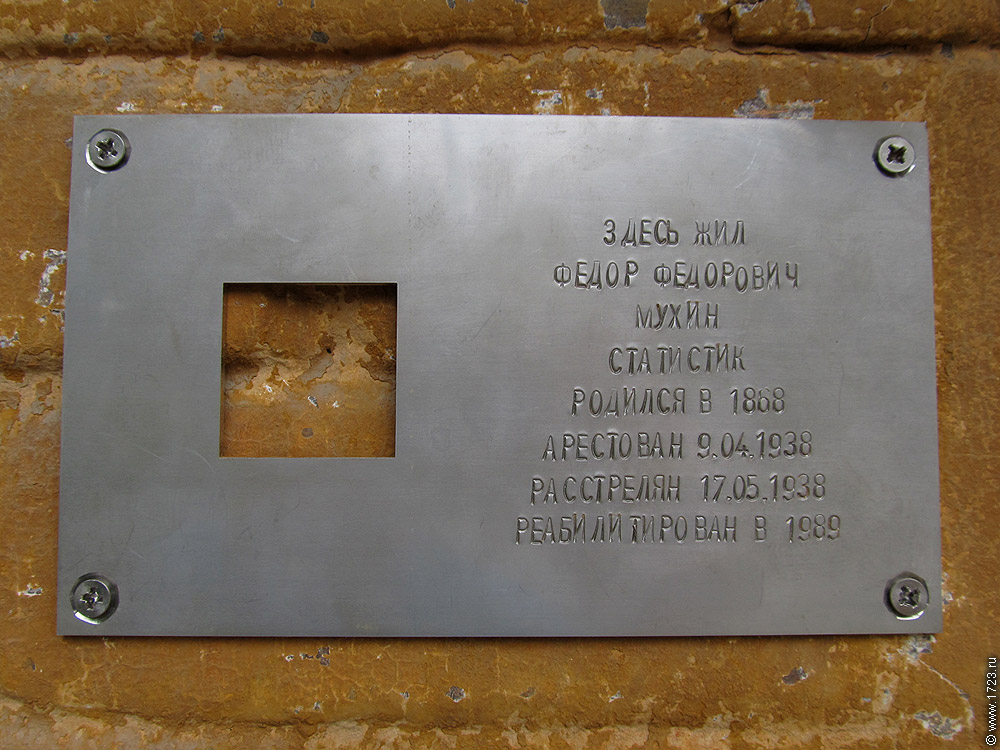 ЗДЕСЬ ЖИЛ
ФЕДОР ФЕДОРОВИЧ
МУХИН
СТАТИСТИК
РОДИЛСЯ В 1868
АРЕСТОВАН 9.04.1938
РАССТРЕЛЯН 17.05.1938
РЕАБИЛИТИРОВАН В 1989
© www.1723.ru